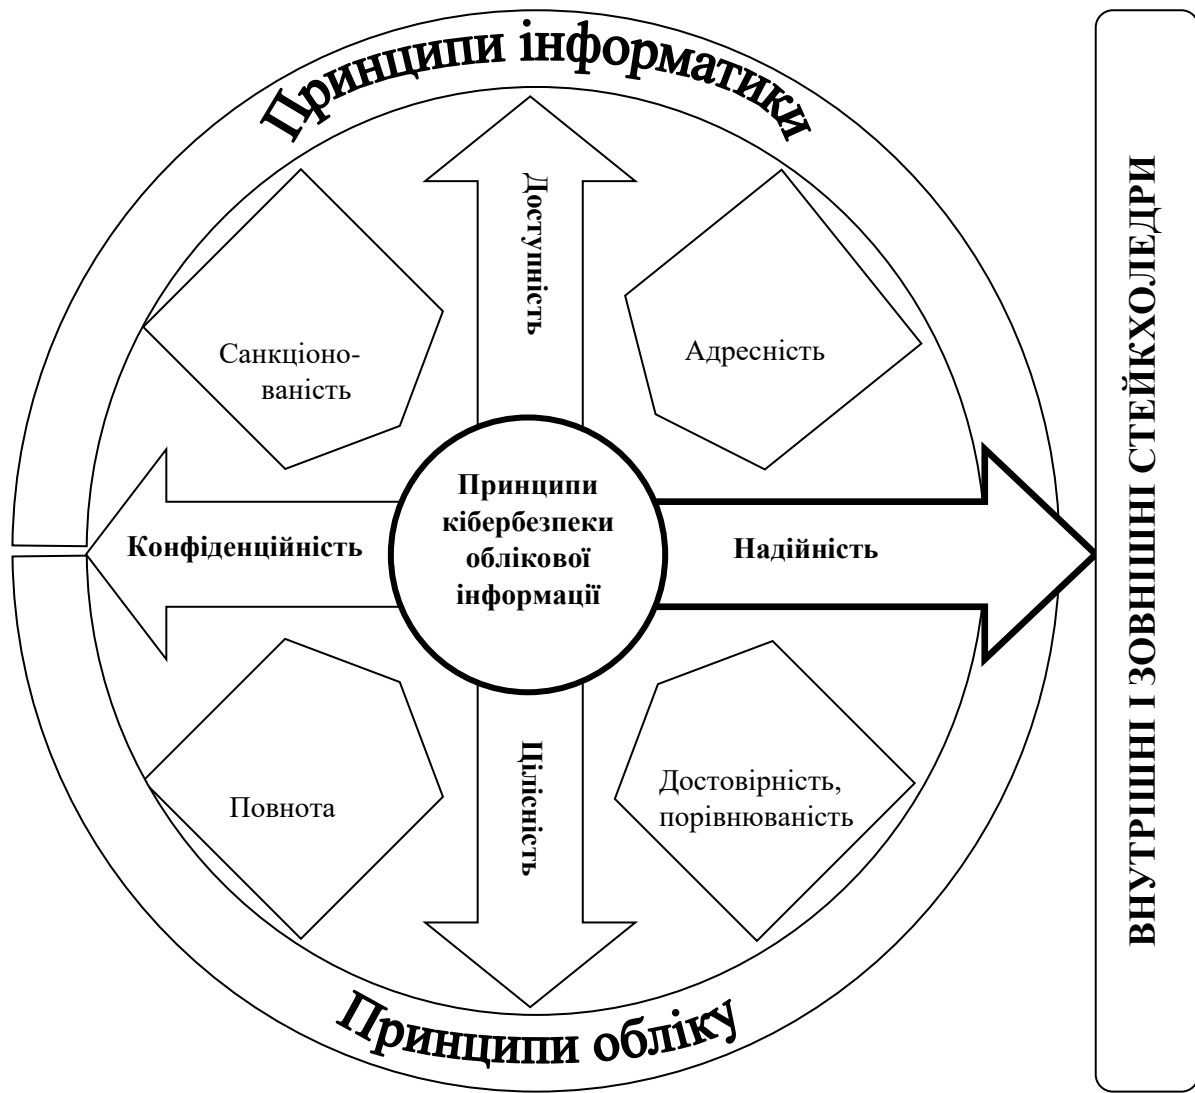 Принципи інформатики
Доступність
Санкціоно-
ваність
Адресність
Принципи
кібербезпеки
облікової
інформації
Конфіденційність
Надійність
Цілісність
Повнота
Достовірність,
порівнюваність
Принципи обліку
ВНУТРІШНІ І ЗОВНІШНІ СТЕЙКХОЛЕДРИ